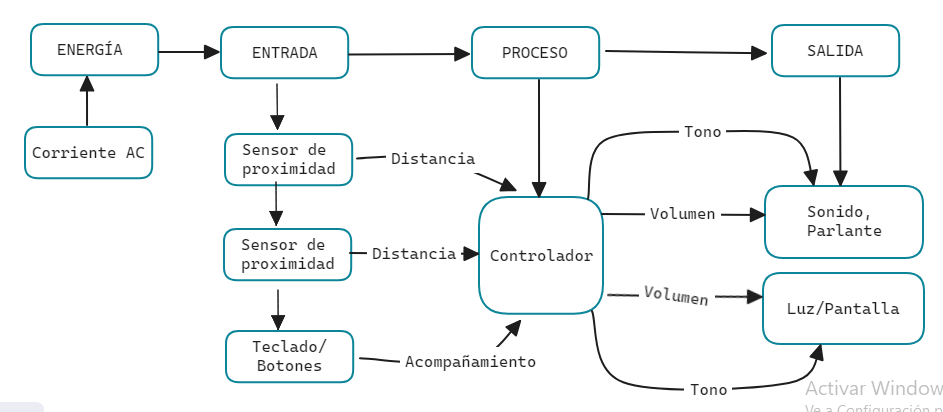 ENERGÍA
ENTRADA
PROCESO
SALIDA
Corriente AC
Sensor de
proximidad
Distancia
Tono
Sonido,
Parlante
Volumen
Sensor de
proximidad
Distancia
Controlador
Volumen
Luz/Pantalla
Teclado/
Botones
Acompañamiento
Tono
Activar Window
Ve a Configuración p